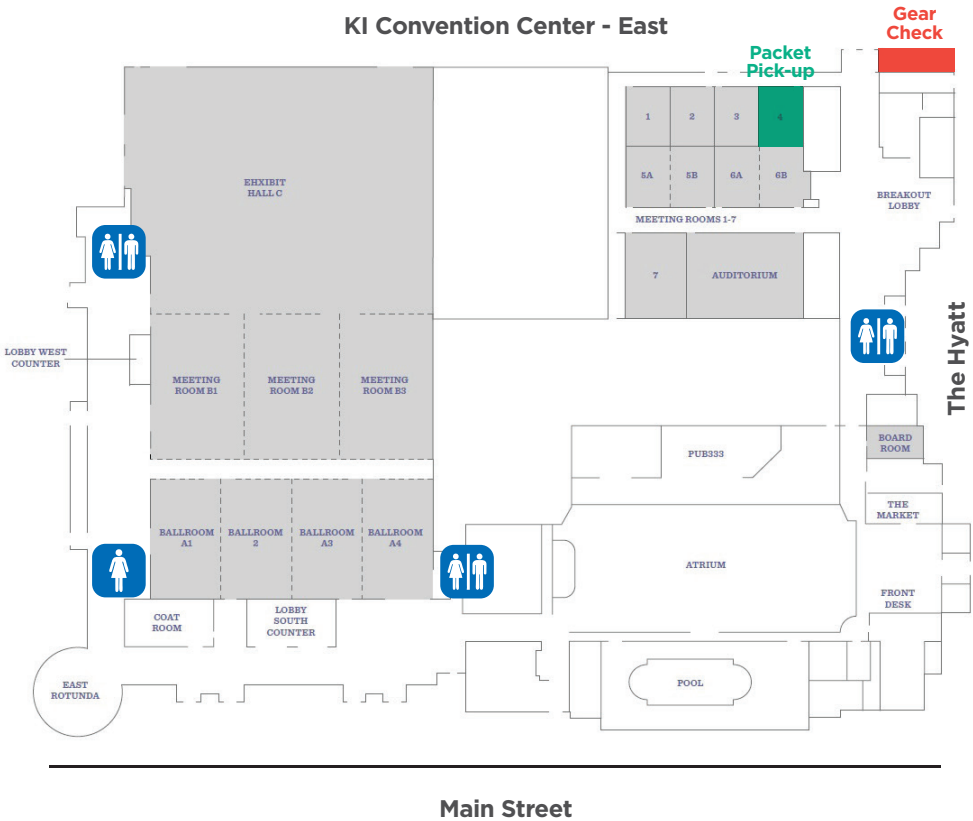 KI Convention Center - East
Gear
Check
Packet
Pick-up
1
2
3
4
5A
5B
6A
6B
EHXIBIT
HALL C
BREAKOUT
LOBBY
MEETING ROOMS 1-7
7
AUDITORIUM
The Hyatt
LOBBY WEST
COUNTER
MEETING
ROOM B1
MEETING
ROOM B2
MEETING
ROOM B3
BOARD
ROOM
PUB333
THE
MARKET
BALLROOM
A1
BALLROOM
2
BALLROOM
A3
BALLROOM
A4
ATRIUM
FRONT
DESK
COAT
ROOM
LOBBY
SOUTH
COUNTER
EAST
ROTUNDA
POOL
Main Street